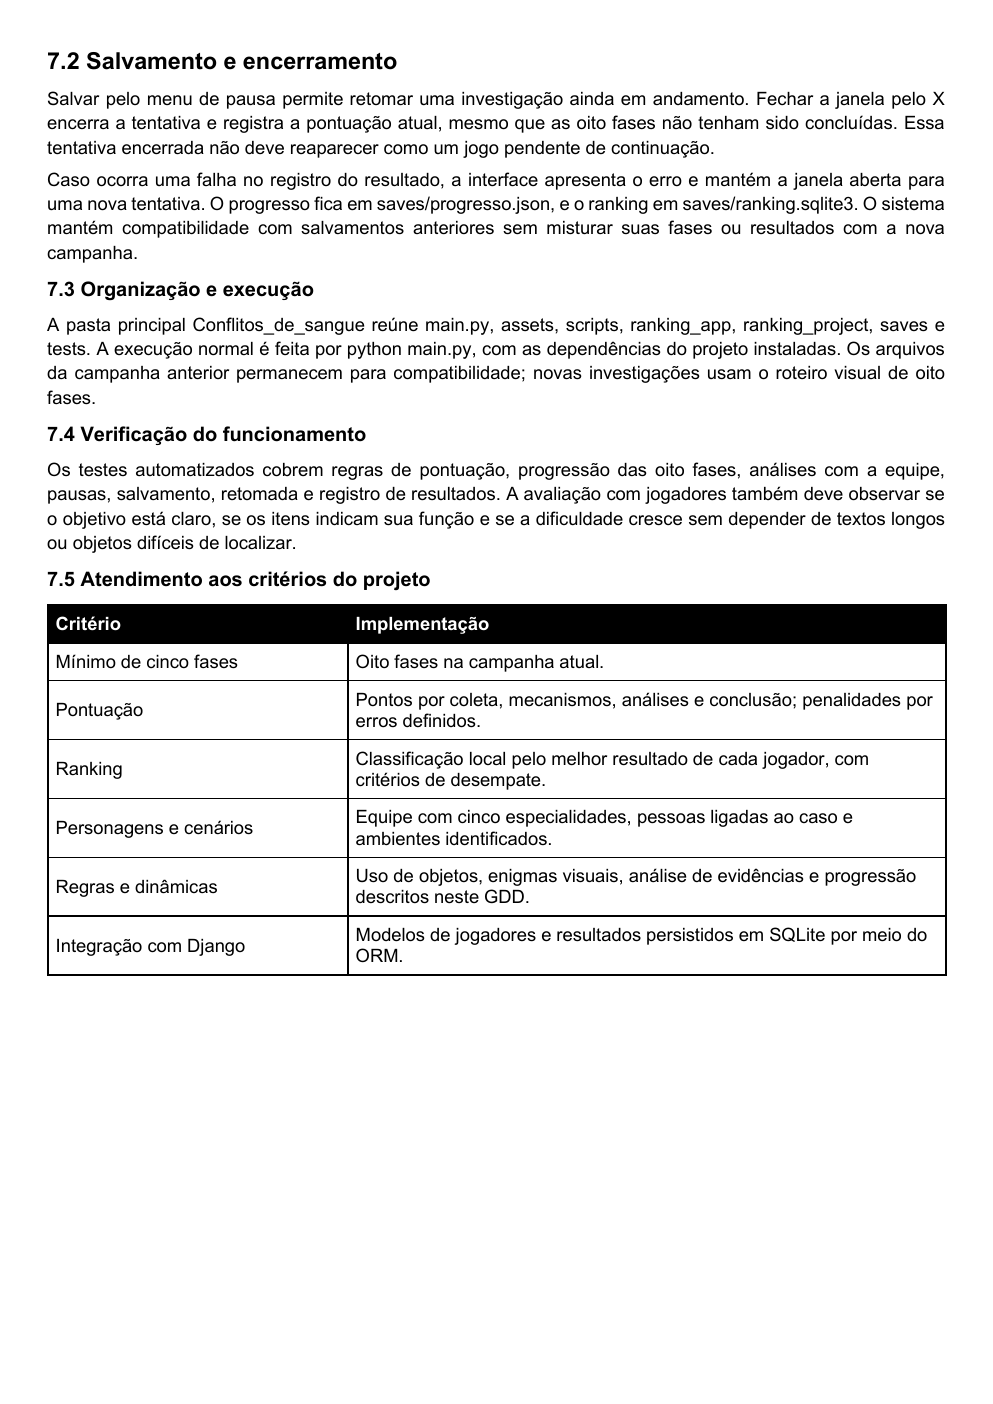 7.2 Salvamento e encerramento
Salvar pelo menu de pausa permite retomar uma investigação ainda em andamento. Fechar a janela pelo X
encerra a tentativa e registra a pontuação atual, mesmo que as oito fases não tenham sido concluídas. Essa
tentativa encerrada não deve reaparecer como um jogo pendente de continuação.
Caso ocorra uma falha no registro do resultado, a interface apresenta o erro e mantém a janela aberta para
uma nova tentativa. O progresso fica em saves/progresso.json, e o ranking em saves/ranking.sqlite3. O sistema
mantém compatibilidade com salvamentos anteriores sem misturar suas fases ou resultados com a nova
campanha.
7.3 Organização e execução
A pasta principal Conflitos_de_sangue reúne main.py, assets, scripts, ranking_app, ranking_project, saves e
tests. A execução normal é feita por python main.py, com as dependências do projeto instaladas. Os arquivos
da campanha anterior permanecem para compatibilidade; novas investigações usam o roteiro visual de oito
fases.
7.4 Verificação do funcionamento
Os testes automatizados cobrem regras de pontuação, progressão das oito fases, análises com a equipe,
pausas, salvamento, retomada e registro de resultados. A avaliação com jogadores também deve observar se
o objetivo está claro, se os itens indicam sua função e se a dificuldade cresce sem depender de textos longos
ou objetos difíceis de localizar.
7.5 Atendimento aos critérios do projeto
Critério Implementação
Mínimo de cinco fases Oito fases na campanha atual.
Pontuação Pontos por coleta, mecanismos, análises e conclusão; penalidades por
erros definidos.
Ranking Classificação local pelo melhor resultado de cada jogador, com
critérios de desempate.
Personagens e cenários Equipe com cinco especialidades, pessoas ligadas ao caso e
ambientes identificados.
Regras e dinâmicas Uso de objetos, enigmas visuais, análise de evidências e progressão
descritos neste GDD.
Integração com Django Modelos de jogadores e resultados persistidos em SQLite por meio do
ORM.